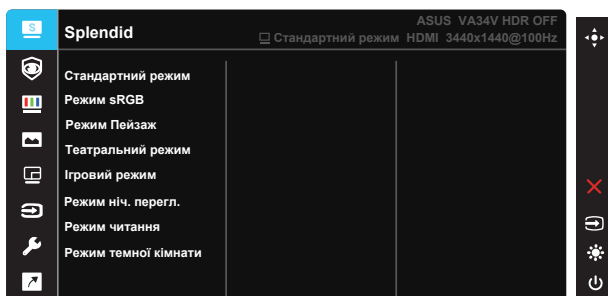 S
Splendid
ASUS VA34V HDR OFF
Стандартний режим HDMI 3440x1440@100Hz
Стандартний режим
Режим sRGB
Режим Пейзаж
Театральний режим
Ігровий режим
Режим ніч. перегл.
Режим читання
Режим темної кімнати